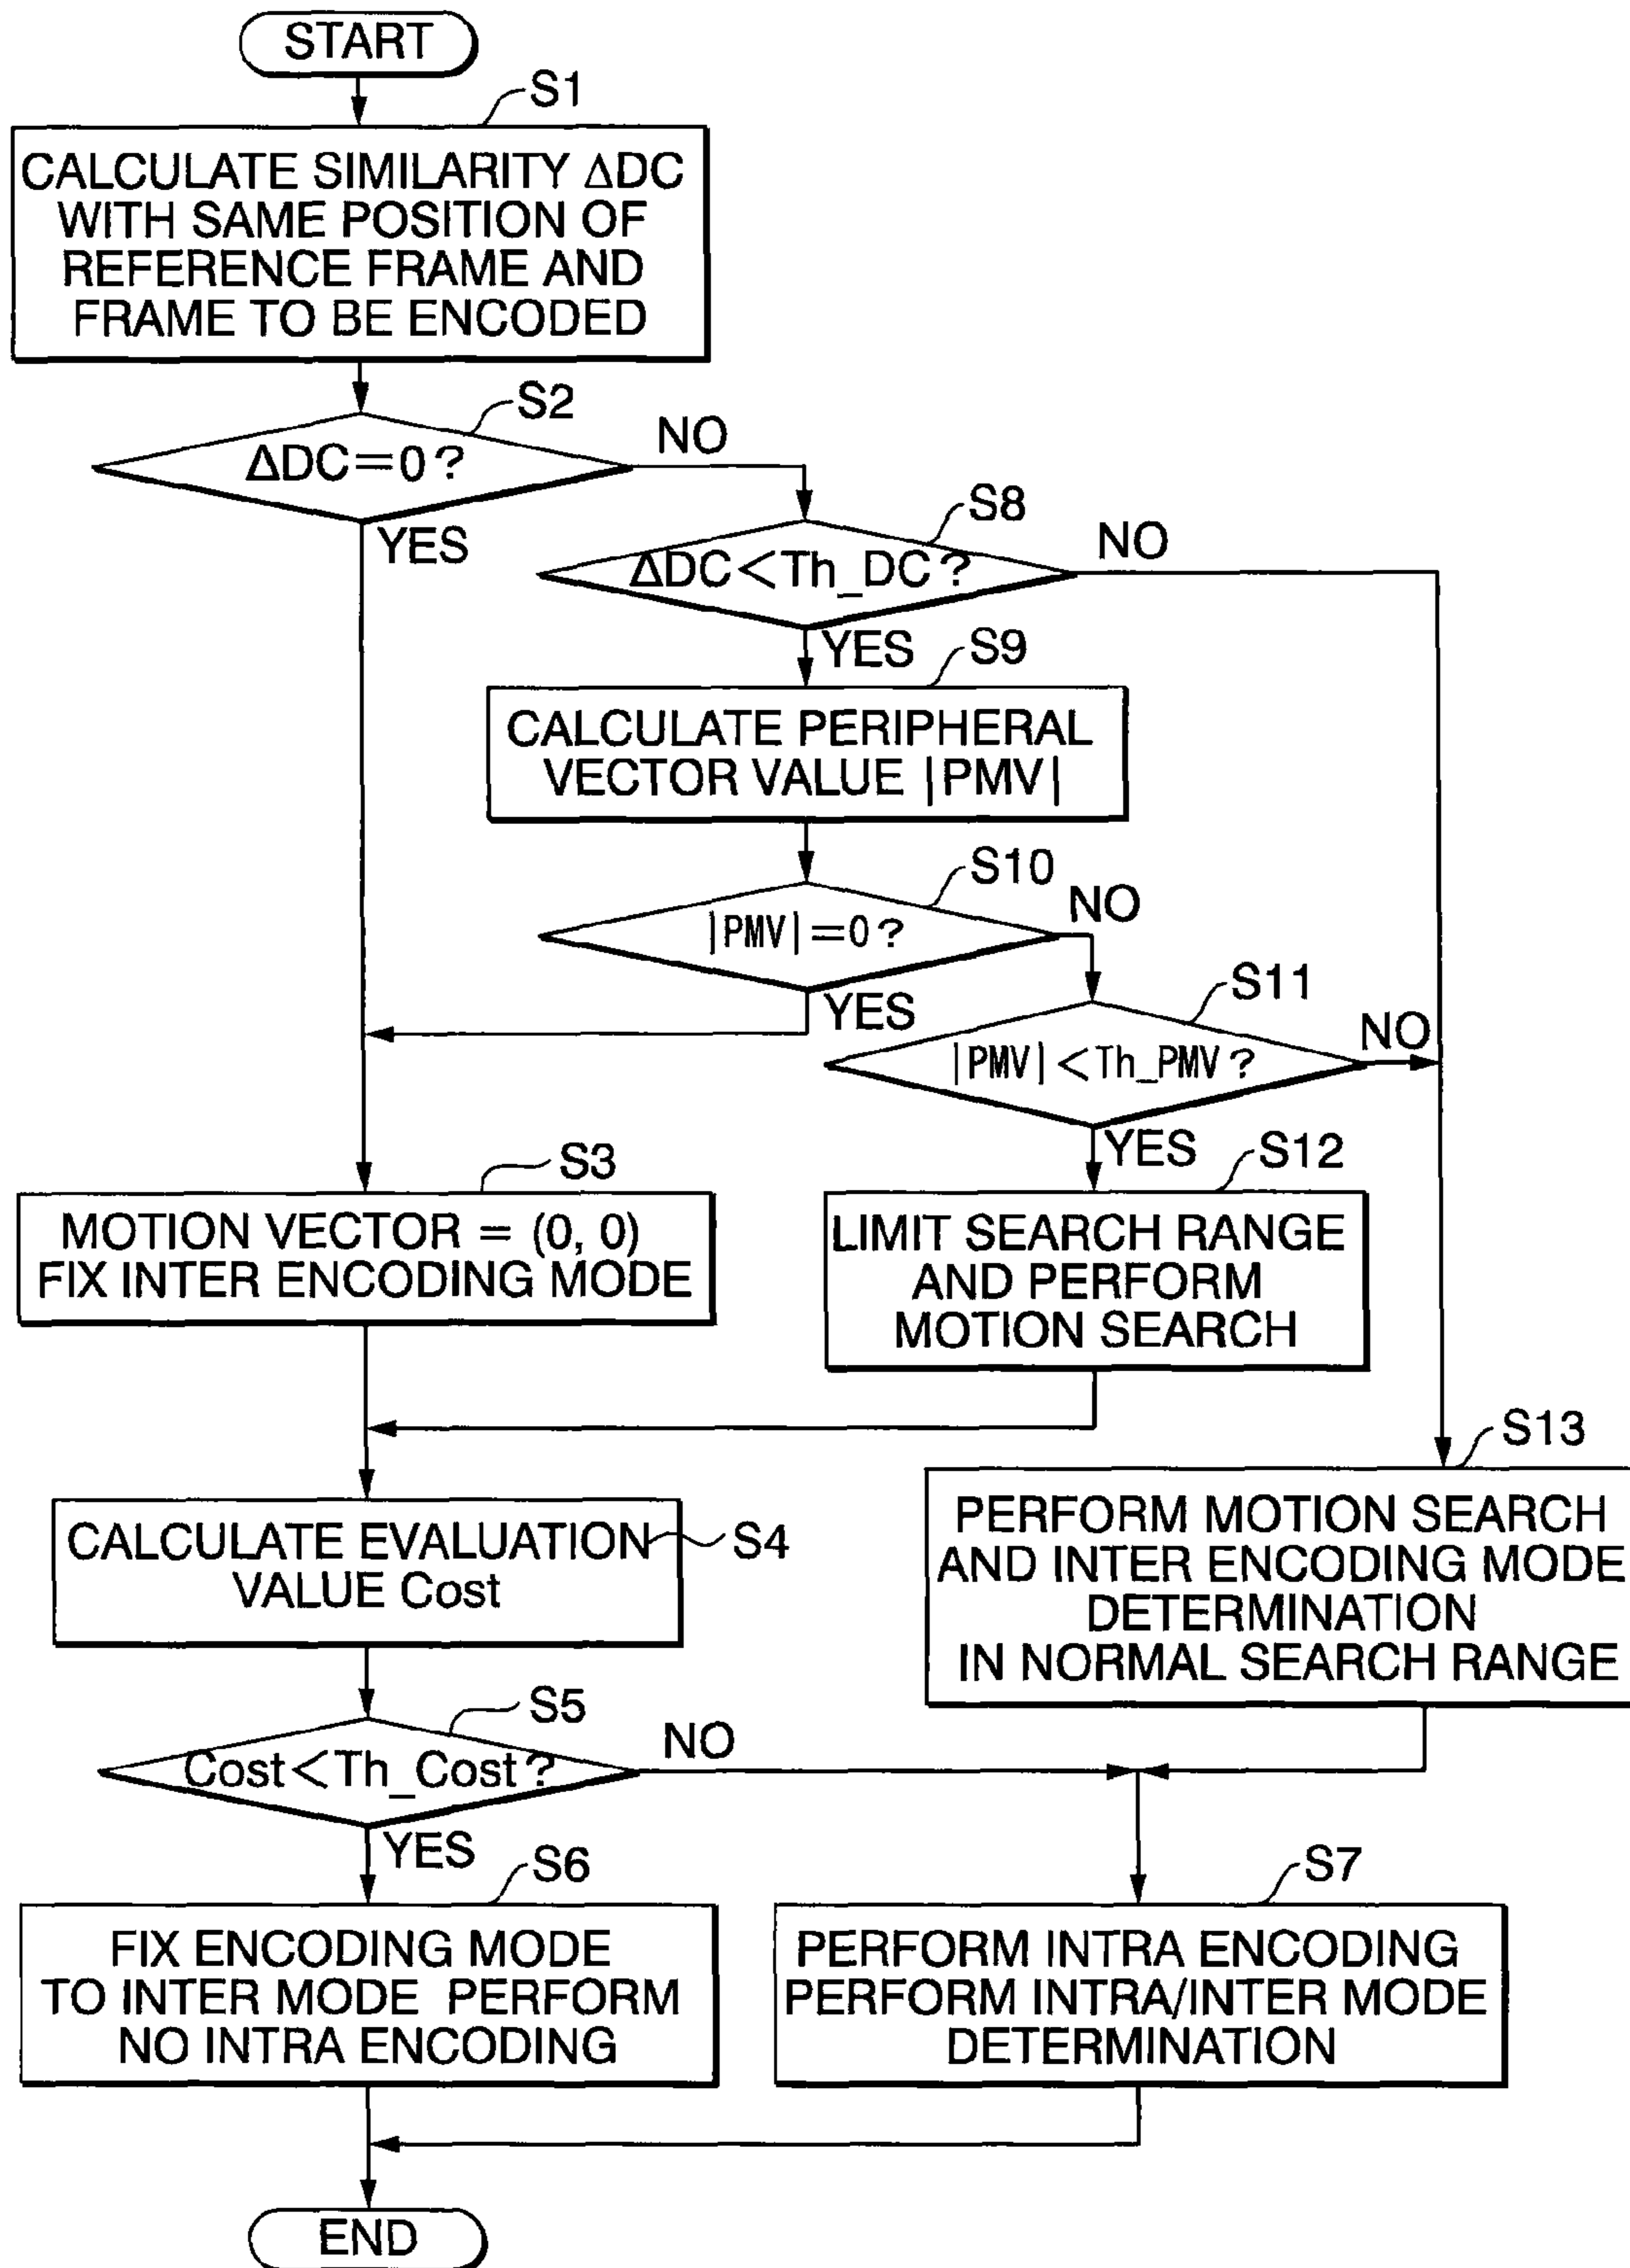 START
S1
CALCULATE SIMILARITY ΔDC
WITH SAME POSITION OF
REFERENCE FRAME AND
FRAME TO BE ENCODED
S2
ΔDC=0?
NO
YES
S8
ΔDC<Th_DC?
NO
YES
S9
CALCULATE PERIPHERAL
VECTOR VALUE |PMV|
S10
|PMV|=0?
NO
YES
S11
|PMV|<Th_PMV?
NO
YES
S3
MOTION VECTOR = (0, 0)
FIX INTER ENCODING MODE
S12
LIMIT SEARCH RANGE
AND PERFORM
MOTION SEARCH
S13
PERFORM MOTION SEARCH
AND INTER ENCODING MODE
DETERMINATION
IN NORMAL SEARCH RANGE
CALCULATE EVALUATION
VALUE Cost
S4
S5
Cost<Th_Cost?
NO
YES
S6
FIX ENCODING MODE
TO INTER MODE PERFORM
NO INTRA ENCODING
S7
PERFORM INTRA ENCODING
PERFORM INTRA/INTER MODE
DETERMINATION
END